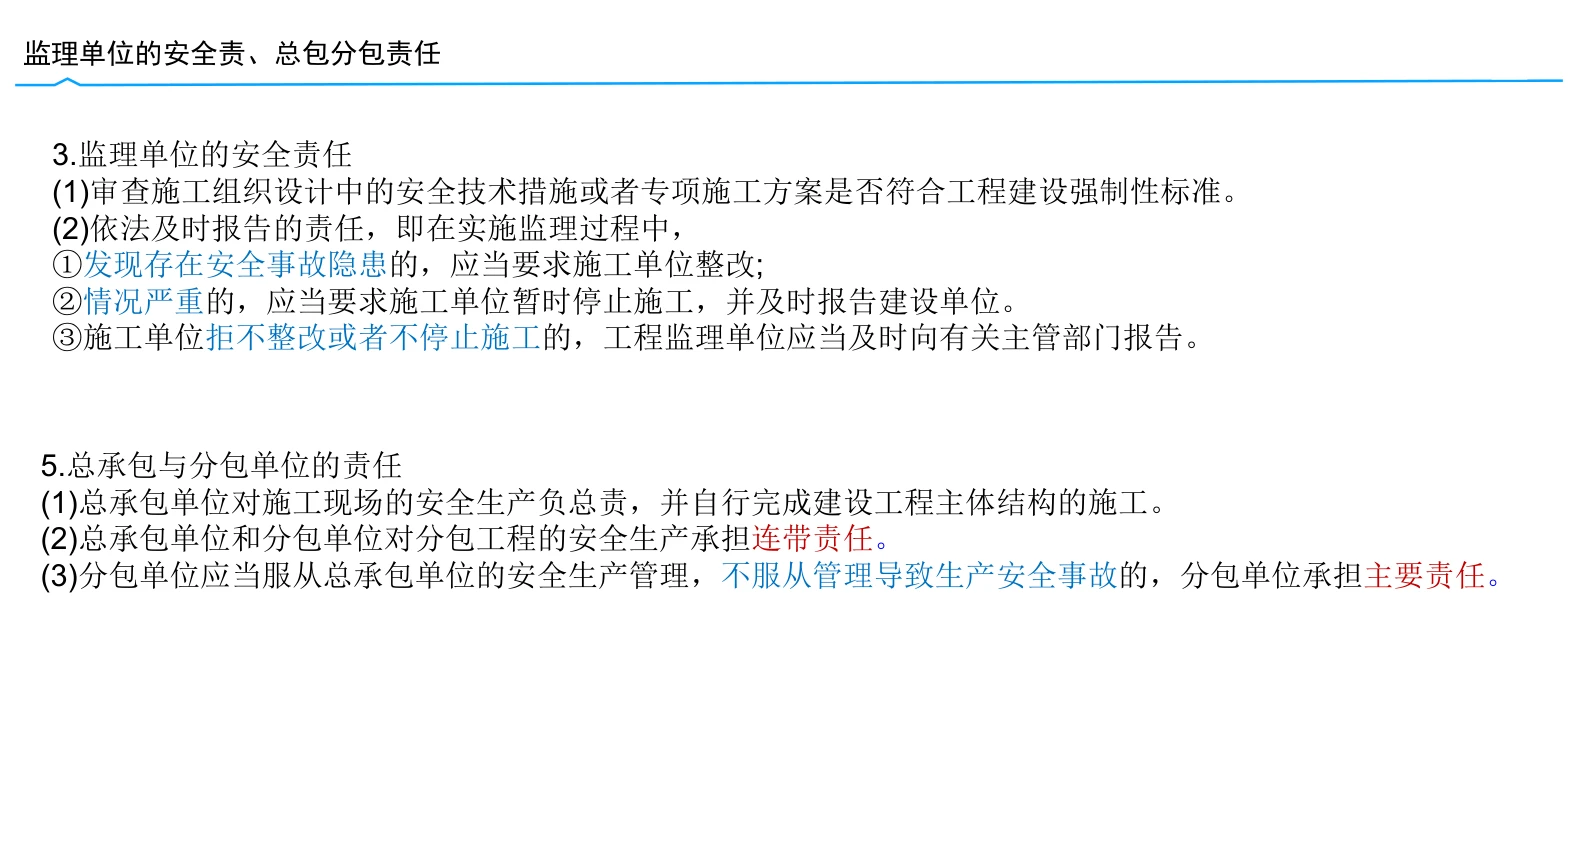 监理单位的安全责、总包分包责任
3.监理单位的安全责任
(1)审查施工组织设计中的安全技术措施或者专项施工方案是否符合工程建设强制性标准。
(2)依法及时报告的责任，即在实施监理过程中，
①发现存在安全事故隐患的，应当要求施工单位整改;
②情况严重的，应当要求施工单位暂时停止施工，并及时报告建设单位。
③施工单位拒不整改或者不停止施工的，工程监理单位应当及时向有关主管部门报告。
5.总承包与分包单位的责任
(1)总承包单位对施工现场的安全生产负总责，并自行完成建设工程主体结构的施工。
(2)总承包单位和分包单位对分包工程的安全生产承担连带责任。
(3)分包单位应当服从总承包单位的安全生产管理，不服从管理导致生产安全事故的，分包单位承担主要责任。